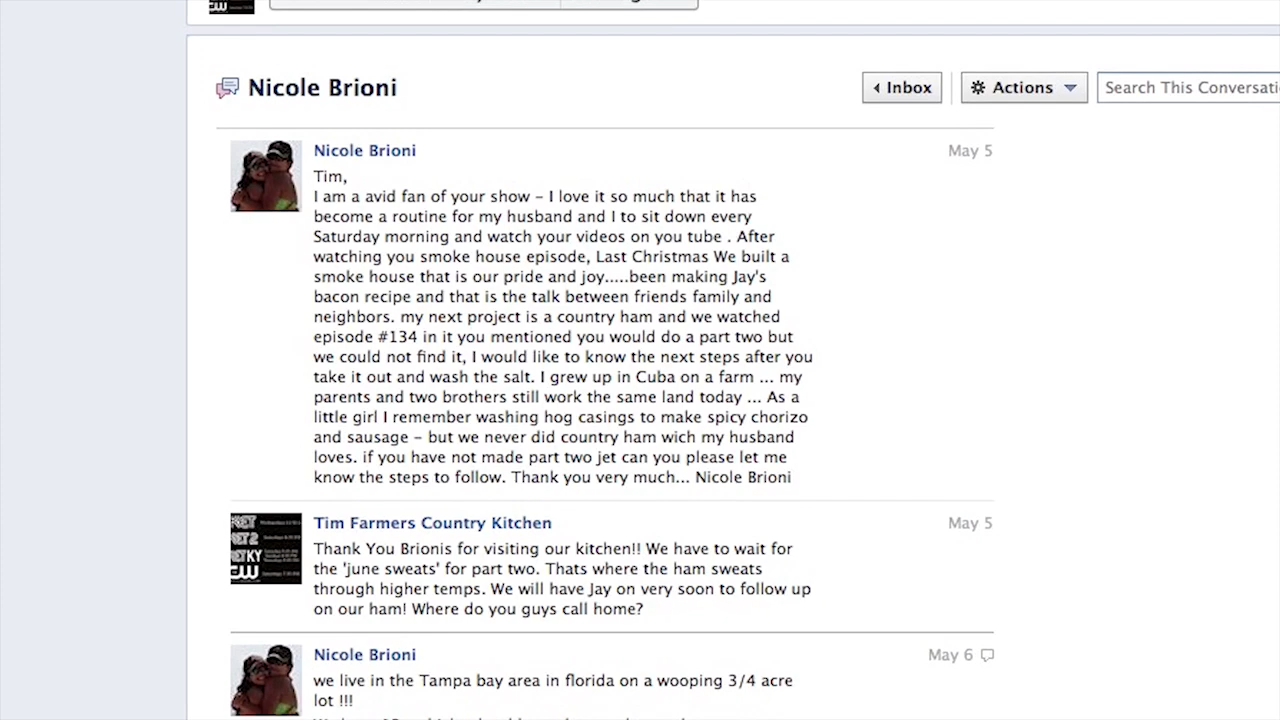 Nicole Brioni
Inbox
Actions
Search This Conversati
Nicole Brioni
May 5
Tim,
I am a avid fan of your show – I love it so much that it has
become a routine for my husband and I to sit down every
Saturday morning and watch your videos on you tube . After
watching you smoke house episode, Last Christmas We built a
smoke house that is our pride and joy.....been making Jay's
bacon recipe and that is the talk between friends family and
neighbors. my next project is a country ham and we watched
episode #134 in it you mentioned you would do a part two but
we could not find it, I would like to know the next steps after you
take it out and wash the salt. I grew up in Cuba on a farm ... my
parents and two brothers still work the same land today ... As a
little girl I remember washing hog casings to make spicy chorizo
and sausage – but we never did country ham wich my husband
loves. if you have not made part two jet can you please let me
know the steps to follow. Thank you very much... Nicole Brioni
Tim Farmers Country Kitchen
May 5
Thank You Brionis for visiting our kitchen!! We have to wait for
the 'june sweats' for part two. Thats where the ham sweats
through higher temps. We will have Jay on very soon to follow up
on our ham! Where do you guys call home?
Nicole Brioni
May 6
we live in the Tampa bay area in florida on a wooping 3/4 acre
lot !!!